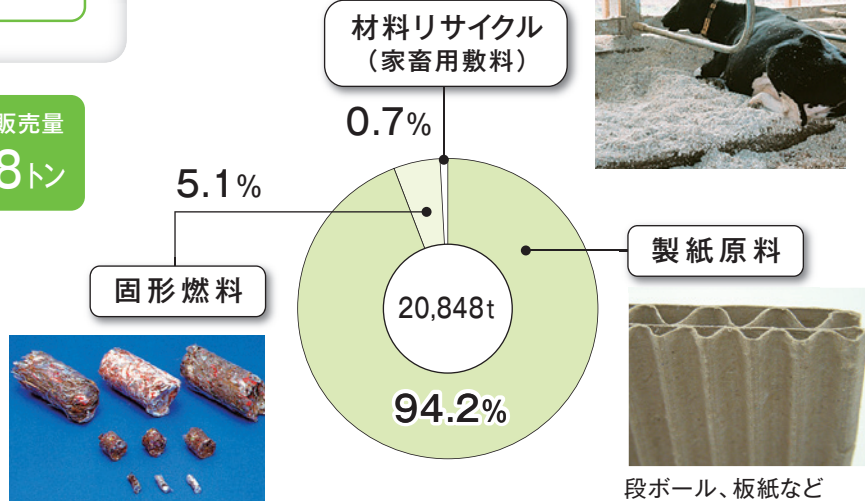 材料リサイクル
（家畜用敷料）
0.7%
販売量
8トン
5.1%
製紙原料
固形燃料
20,848t
94.2%
段ボール、板紙など